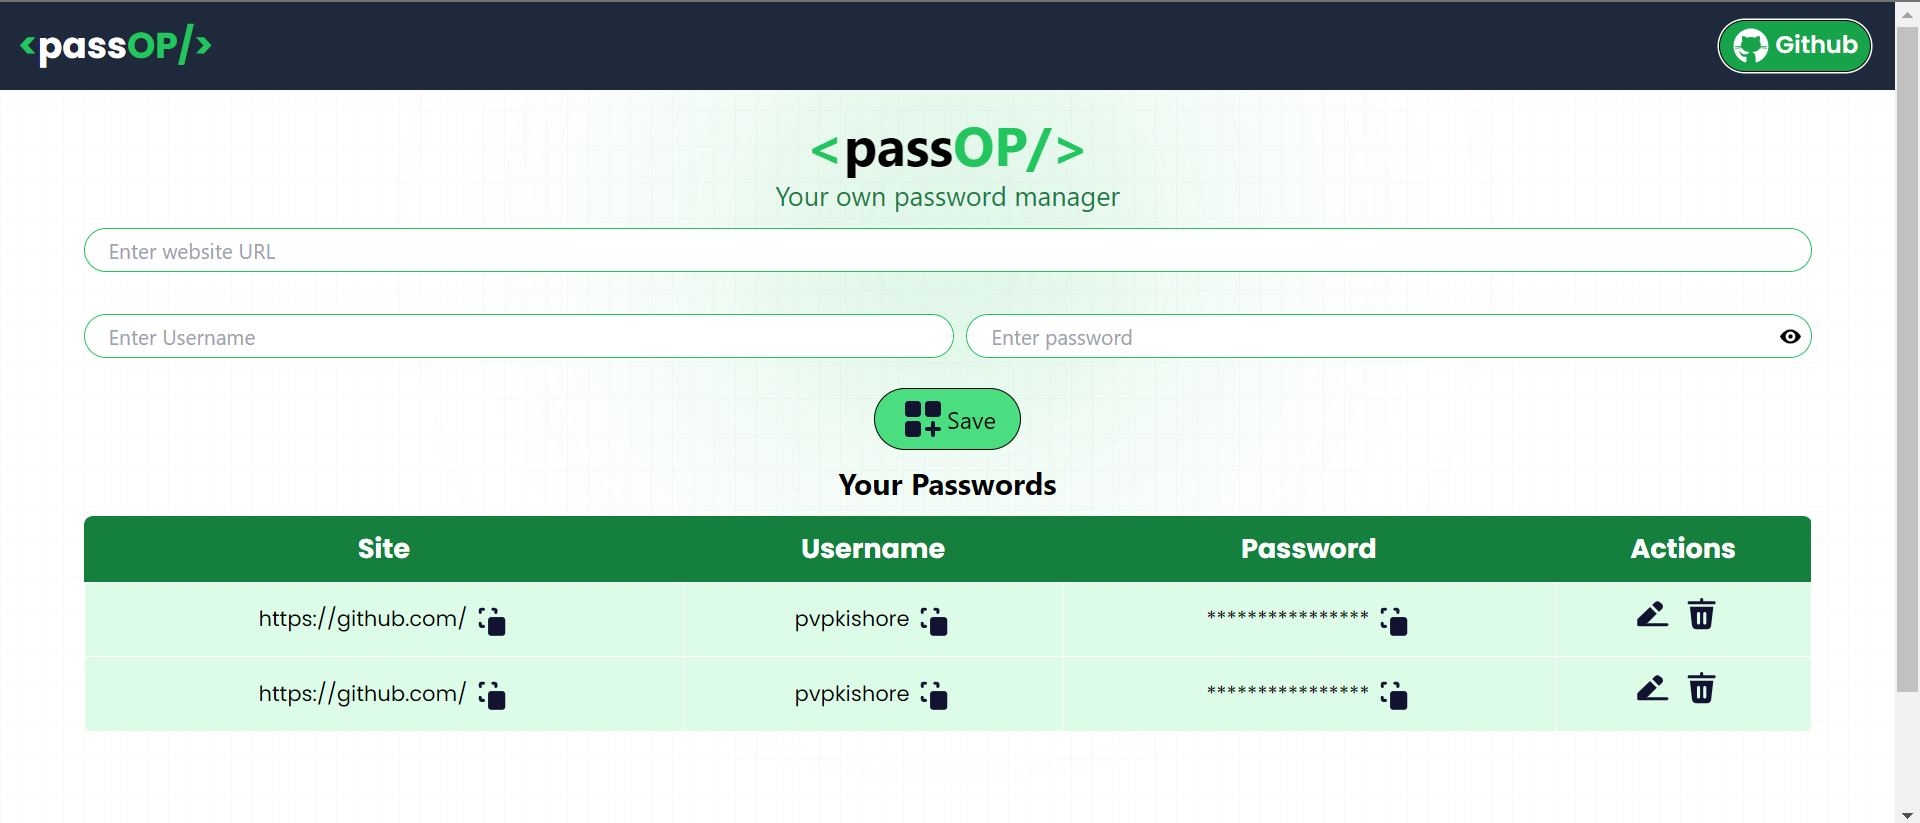 <passOP/>
Github
<passOP/>
Your own password manager
Enter website URL
Enter Username
Enter password
Save
Your Passwords
Site Username Password Actions
https://github.com/ pvpkishore ****************
https://github.com/ pvpkishore ****************